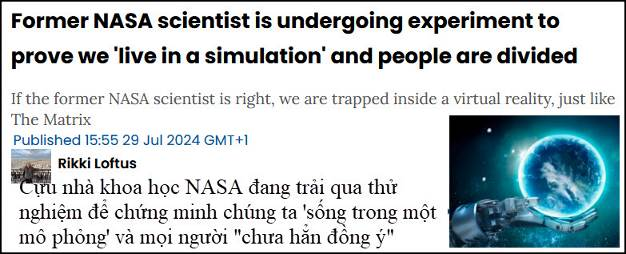 Former NASA scientist is undergoing experiment to
prove we 'live in a simulation' and people are divided
If the former NASA scientist is right, we are trapped inside a virtual reality, just like
The Matrix
Published 15:55 29 Jul 2024 GMT+1
Rikki Loftus
Cựu nhà khoa học NASA đang trải qua thử
nghiệm để chứng minh chúng ta 'sống trong một
mô phỏng' và mọi người "chưa hẳn đồng ý"